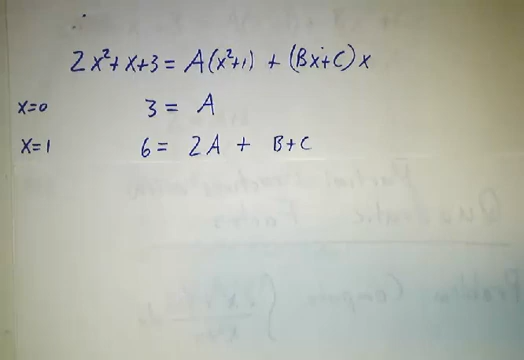 2x²+x+3 = A(x²+1) + (Bx+C)x
x=0 3 = A
x=1 6 = 2A + B+C